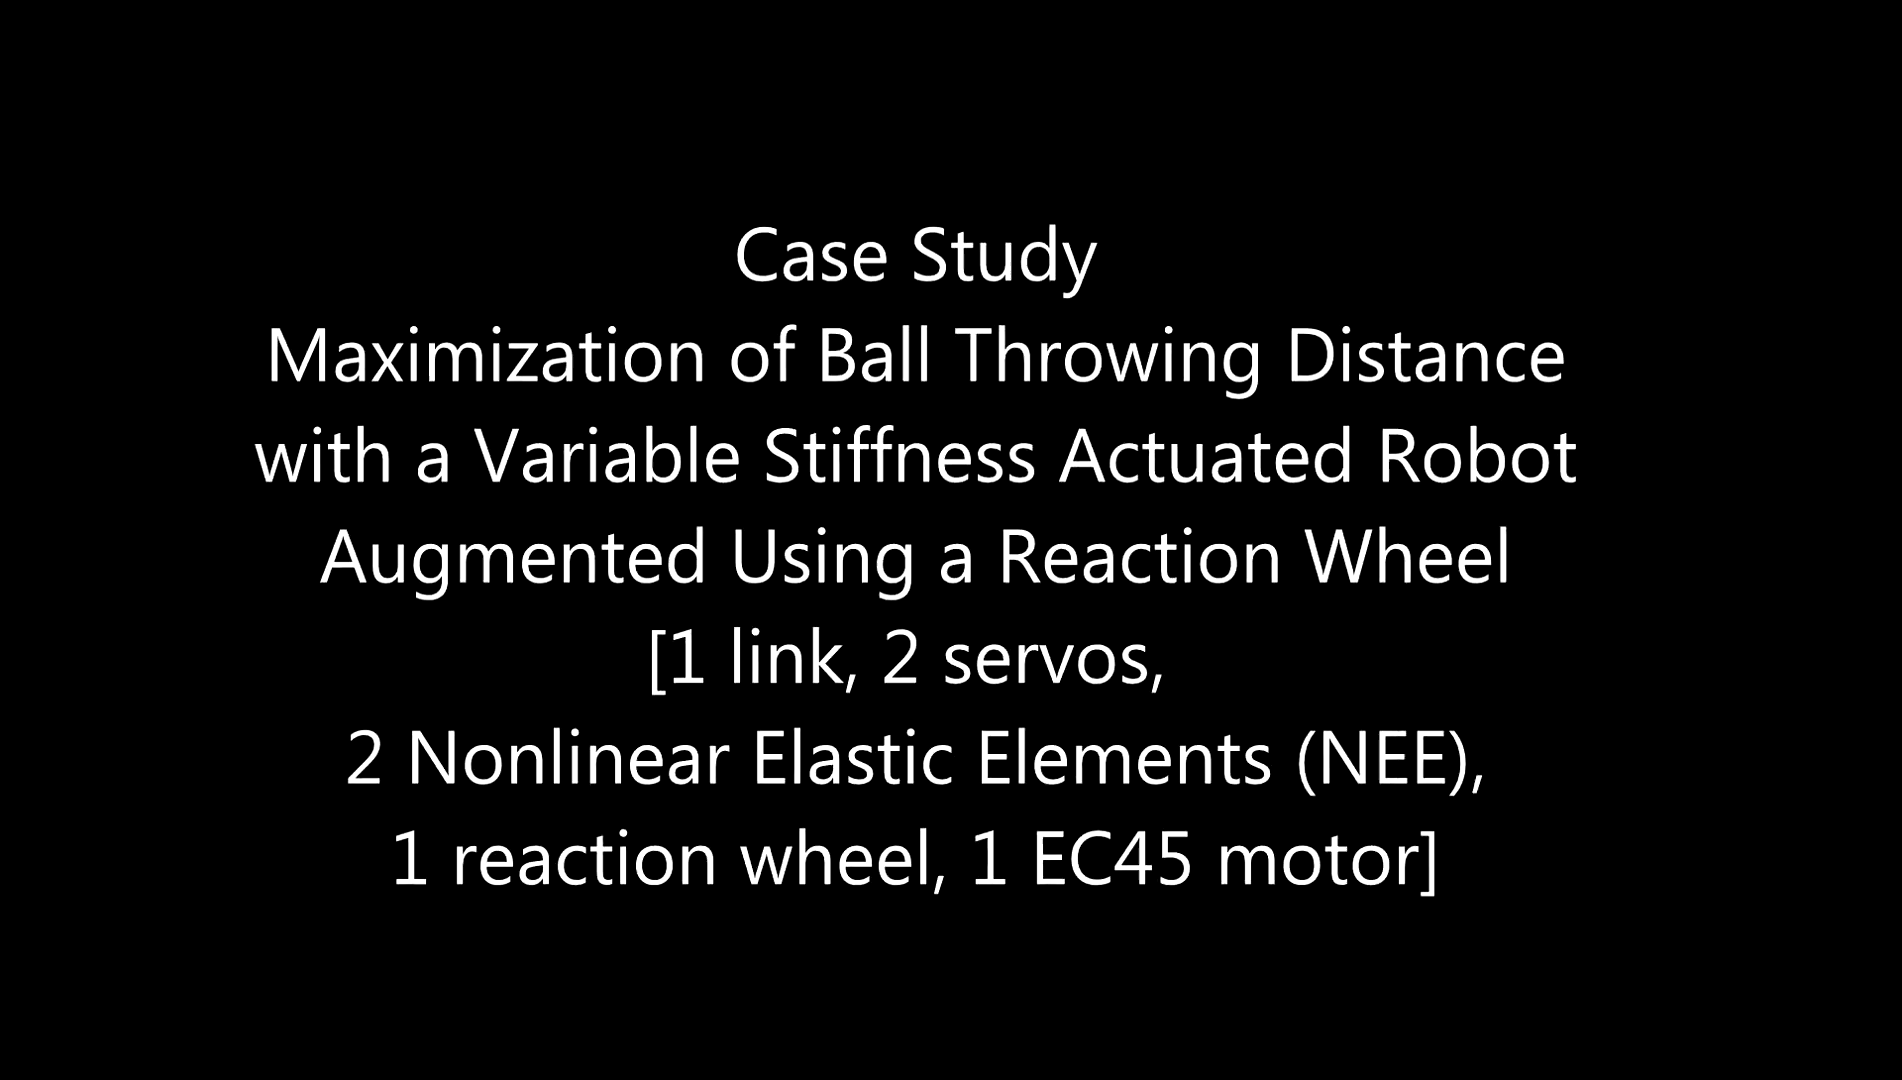 Case Study
Maximization of Ball Throwing Distance
with a Variable Stiffness Actuated Robot
Augmented Using a Reaction Wheel
[1 link, 2 servos,
2 Nonlinear Elastic Elements (NEE),
1 reaction wheel, 1 EC45 motor]